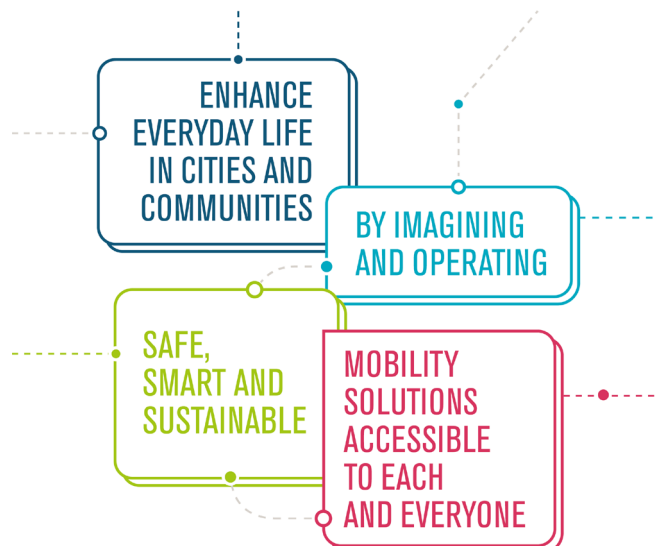 ENHANCE
EVERYDAY LIFE
IN CITIES AND
COMMUNITIES
BY IMAGINING
AND OPERATING
SAFE,
SMART AND
SUSTAINABLE
MOBILITY
SOLUTIONS
ACCESSIBLE
TO EACH
AND EVERYONE